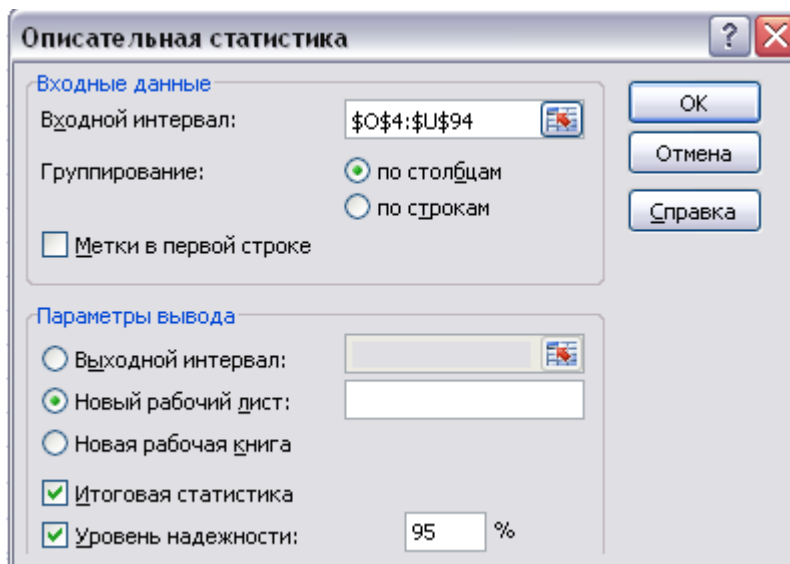 Описательная статистика
Входные данные
Входной интервал: $O$4:$U$94
Группирование: по столбцам
по строкам
Метки в первой строке
ОК
Отмена
Справка
Параметры вывода
Выходной интервал:
Новый рабочий лист:
Новая рабочая книга
Итоговая статистика
Уровень надежности: 95 %